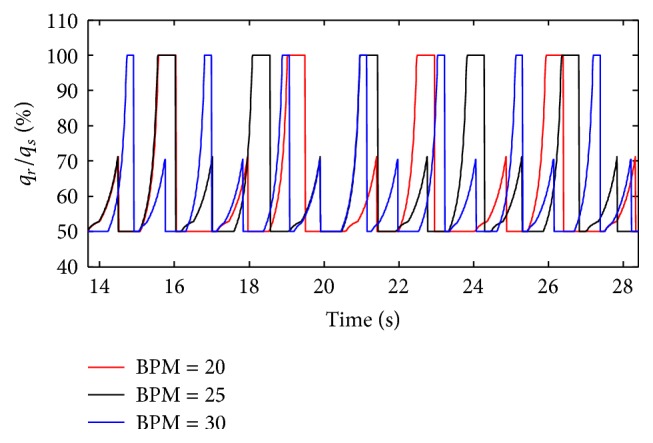 110
100
90
80
70
60
50
40
q_r/q_s (%)
14 16 18 20 22 24 26 28
Time (s)
BPM = 20
BPM = 25
BPM = 30